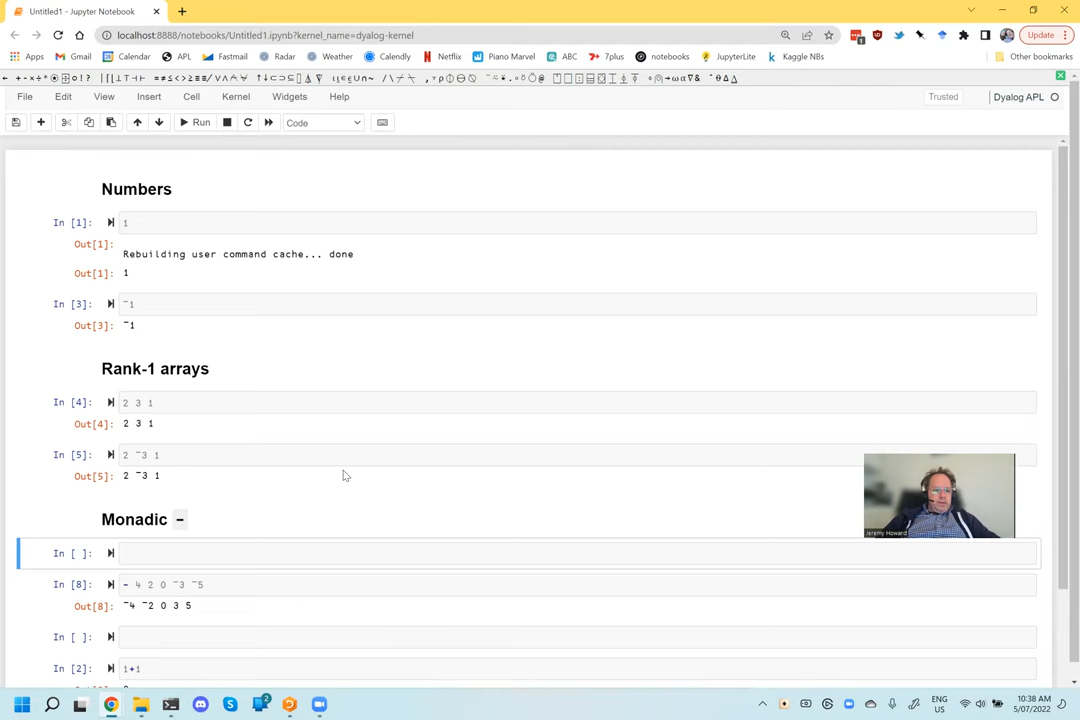 Untitled1 - Jupyter Notebook
localhost:8888/notebooks/Untitled1.ipynb?kernel_name=dyalog-kernel
Update
Apps Gmail Calendar APL Fastmail Radar Weather Calendly Netflix Piano Marvel ABC 7plus notebooks JupyterLite Kaggle NBs Other bookmarks
File Edit View Insert Cell Kernel Widgets Help Trusted Dyalog APL
Run Code
Numbers
In [1]: 1
Out[1]:
Rebuilding user command cache... done
Out[1]: 1
In [3]: ¯1
Out[3]: ¯1
Rank-1 arrays
In [4]: 2 3 1
Out[4]: 2 3 1
In [5]: 2 ¯3 1
Out[5]: 2 ¯3 1
Jeremy Howard
Monadic -
In [ ]:
In [8]: - 4 2 0 ¯3 ¯5
Out[8]: ¯4 ¯2 0 3 5
In [ ]:
In [2]: 1+1
ENG 10:38 AM
US 5/07/2022